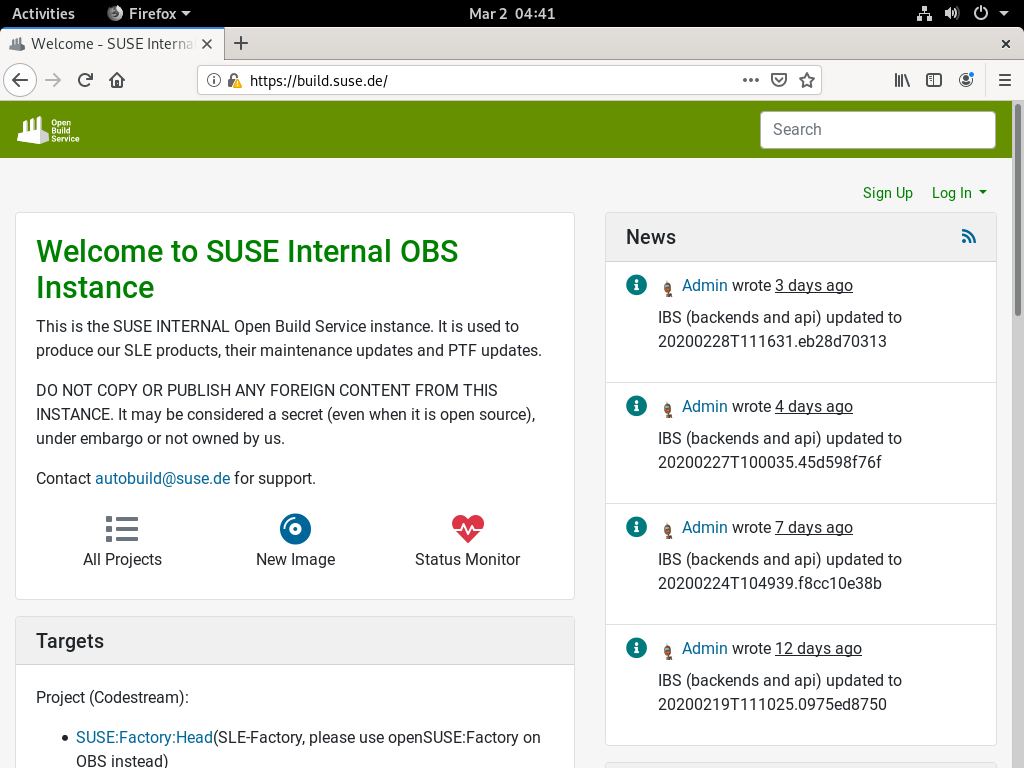 Activities Firefox Mar 2 04:41
Welcome - SUSE Interna
https://build.suse.de/
Open
Build
Service
Search
Sign Up Log In
Welcome to SUSE Internal OBS
Instance
This is the SUSE INTERNAL Open Build Service instance. It is used to
produce our SLE products, their maintenance updates and PTF updates.
DO NOT COPY OR PUBLISH ANY FOREIGN CONTENT FROM THIS
INSTANCE. It may be considered a secret (even when it is open source),
under embargo or not owned by us.
Contact autobuild@suse.de for support.
All Projects New Image Status Monitor
Targets
Project (Codestream):
• SUSE:Factory:Head(SLE-Factory, please use openSUSE:Factory on
OBS instead)
News
Admin wrote 3 days ago
IBS (backends and api) updated to
20200228T111631.eb28d70313
Admin wrote 4 days ago
IBS (backends and api) updated to
20200227T100035.45d598f76f
Admin wrote 7 days ago
IBS (backends and api) updated to
20200224T104939.f8cc10e38b
Admin wrote 12 days ago
IBS (backends and api) updated to
20200219T111025.0975ed8750